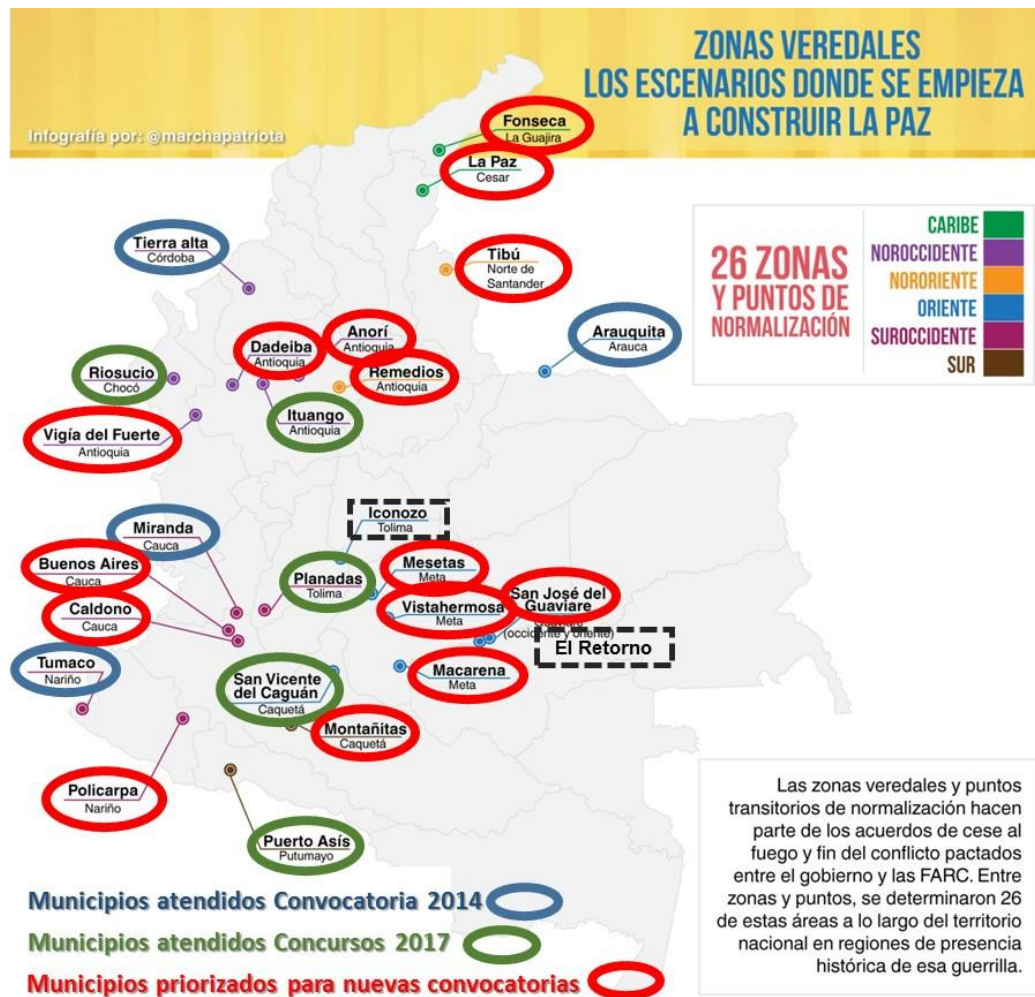 ZONAS VEREDALES
LOS ESCENARIOS DONDE SE EMPIEZA
A CONSTRUIR LA PAZ
Infografía por: @marchapatriota
Fonseca
La Guajira
La Paz
Cesar
Tierra alta
Córdoba
Tibú
Norte de
Santander
26 ZONAS
Y PUNTOS DE
NORMALIZACIÓN
CARIBE
NOROCCIDENTE
NORORIENTE
ORIENTE
SUROCCIDENTE
SUR
Arauquita
Arauca
Anorí
Antioquia
Dadeiba
Antioquia
Remedios
Antioquia
Riosucio
Chocó
Ituango
Antioquia
Vigía del Fuerte
Antioquia
Iconozo
Tolima
Miranda
Cauca
Buenos Aires
Cauca
Planadas
Tolima
Mesetas
Meta
Vistahermosa
Meta
San José del
Guaviare
Guaviare
(occidente y oriente)
El Retorno
Caldono
Cauca
Tumaco
Nariño
San Vicente
del Caguán
Caquetá
Macarena
Meta
Montañitas
Caquetá
Policarpa
Nariño
Puerto Asís
Putumayo
Las zonas veredales y puntos
transitorios de normalización hacen
parte de los acuerdos de cese al
fuego y fin del conflicto pactados
entre el gobierno y las FARC. Entre
zonas y puntos, se determinaron 26
de estas áreas a lo largo del territorio
nacional en regiones de presencia
histórica de esa guerrilla.
Municipios atendidos Convocatoria 2014
Municipios atendidos Concursos 2017
Municipios priorizados para nuevas convocatorias